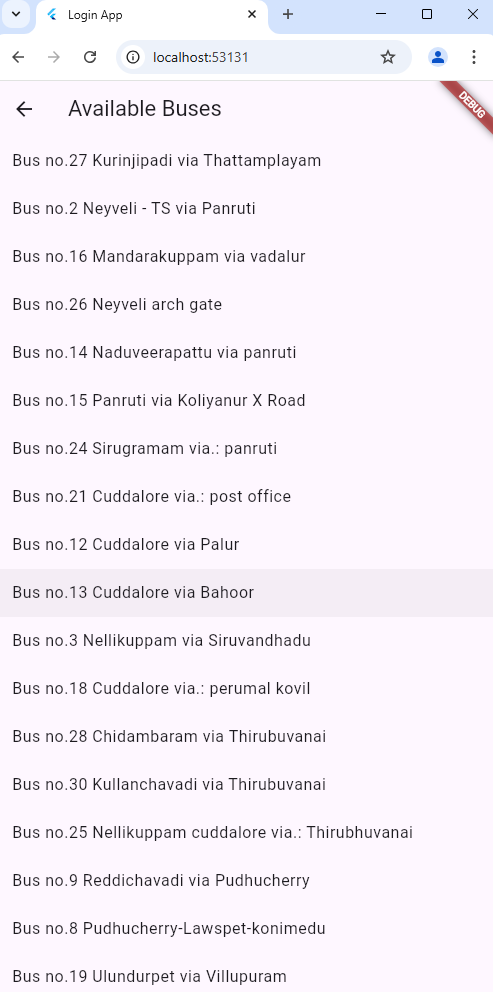 Login App
localhost:53131
Available Buses
DEBUG
Bus no.27 Kurinjipadi via Thattamplayam
Bus no.2 Neyveli - TS via Panruti
Bus no.16 Mandarakuppam via vadalur
Bus no.26 Neyveli arch gate
Bus no.14 Naduveerapattu via panruti
Bus no.15 Panruti via Koliyanur X Road
Bus no.24 Sirugramam via.: panruti
Bus no.21 Cuddalore via.: post office
Bus no.12 Cuddalore via Palur
Bus no.13 Cuddalore via Bahoor
Bus no.3 Nellikuppam via Siruvandhadu
Bus no.18 Cuddalore via.: perumal kovil
Bus no.28 Chidambaram via Thirubuvanai
Bus no.30 Kullanchavadi via Thirubuvanai
Bus no.25 Nellikuppam cuddalore via.: Thirubhuvanai
Bus no.9 Reddichavadi via Pudhucherry
Bus no.8 Pudhucherry-Lawspet-konimedu
Bus no.19 Ulundurpet via Villupuram